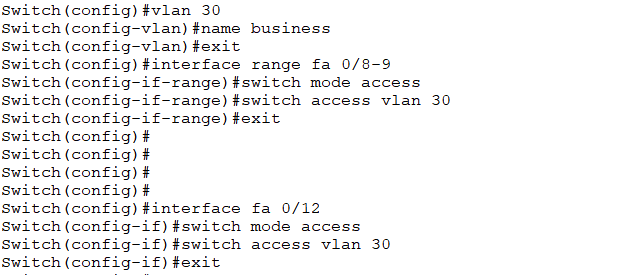 Switch(config)#vlan 30
Switch(config-vlan)#name business
Switch(config-vlan)#exit
Switch(config)#interface range fa 0/8-9
Switch(config-if-range)#switch mode access
Switch(config-if-range)#switch access vlan 30
Switch(config-if-range)#exit
Switch(config)#
Switch(config)#
Switch(config)#
Switch(config)#
Switch(config)#interface fa 0/12
Switch(config-if)#switch mode access
Switch(config-if)#switch access vlan 30
Switch(config-if)#exit